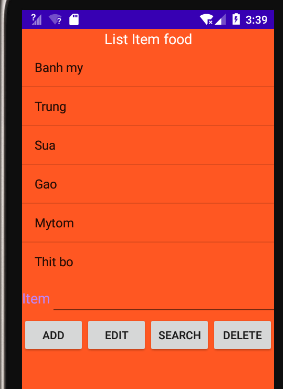 3:39
List Item food
Banh my
Trung
Sua
Gao
Mytom
Thit bo
Item
ADD EDIT SEARCH DELETE